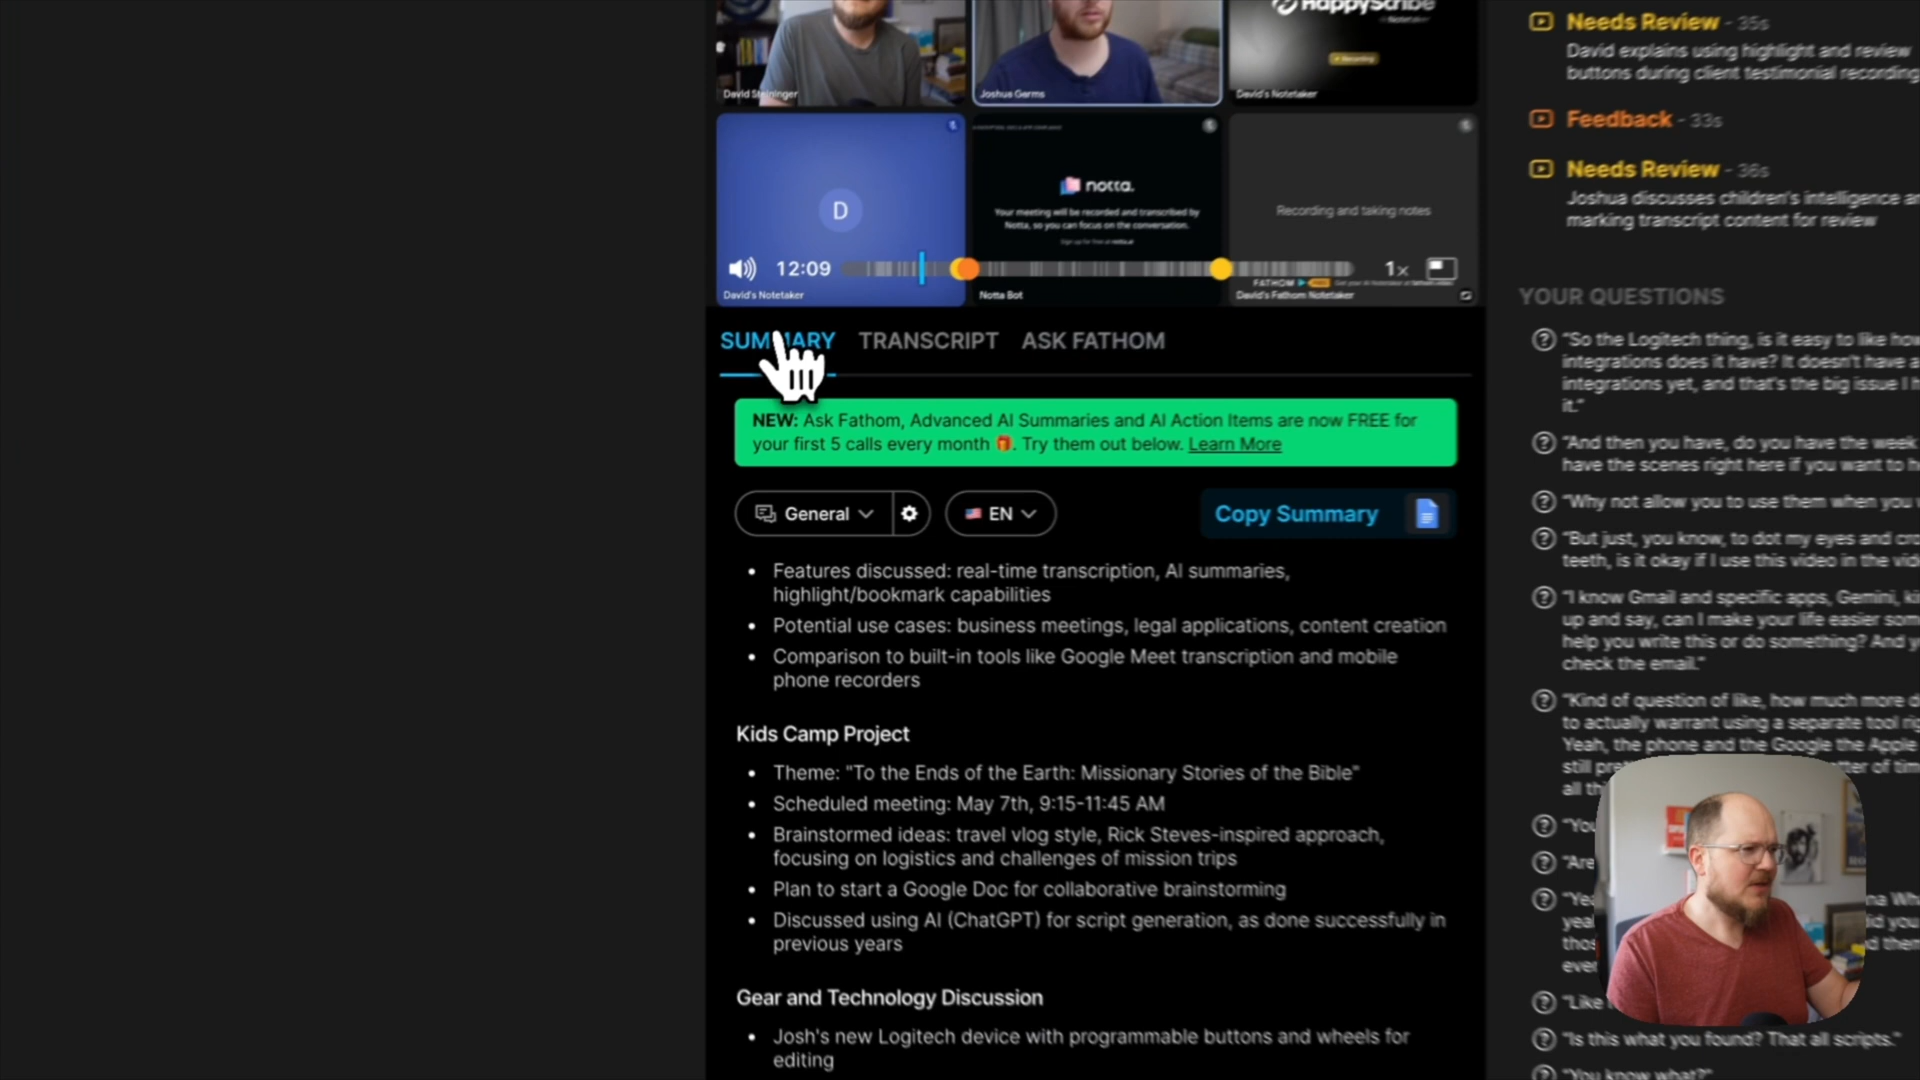 HappyScribe
Notetaker
Recording
David Steininger
Joshua Garms
David's Notetaker
D
notta.
Your meeting will be recorded and transcribed by
Notta, so you can focus on the conversation.
Recording and taking notes
12:09
1x
David's Notetaker
Notta Bot
FATHOM
David's Fathom Notetaker
SUMMARY
TRANSCRIPT
ASK FATHOM
NEW: Ask Fathom, Advanced AI Summaries and AI Action Items are now FREE for
your first 5 calls every month 🎁. Try them out below. Learn More
General
EN
Copy Summary
• Features discussed: real-time transcription, AI summaries,
highlight/bookmark capabilities
• Potential use cases: business meetings, legal applications, content creation
• Comparison to built-in tools like Google Meet transcription and mobile
phone recorders
Kids Camp Project
• Theme: "To the Ends of the Earth: Missionary Stories of the Bible"
• Scheduled meeting: May 7th, 9:15-11:45 AM
• Brainstormed ideas: travel vlog style, Rick Steves-inspired approach,
focusing on logistics and challenges of mission trips
• Plan to start a Google Doc for collaborative brainstorming
• Discussed using AI (ChatGPT) for script generation, as done successfully in
previous years
Gear and Technology Discussion
• Josh's new Logitech device with programmable buttons and wheels for
editing
Needs Review - 35s
David explains using highlight and review
buttons during client testimonial recording
Feedback - 33s
Needs Review - 36s
Joshua discusses children's intelligence
marking transcript content for review
YOUR QUESTIONS
"So the Logitech thing, is it easy to like how
integrations does it have? It doesn't have a
integrations yet, and that's the big issue I
it."
"And then you have, do you have the week
have the scenes right here if you want to
"Why not allow you to use them when you
"But just, you know, to dot my eyes and
teeth, is it okay if I use this video in the
"I know Gmail and specific apps, Gemini,
up and say, can I make your life easier
help you write this or do something? And
check the email."
"Kind of question of like, how much more
to actually warrant using a separate tool
Yeah, the phone and the Google the Apple
still
all
"Are
"Like
"Is this what you found? That all scripts."
"You know what?"